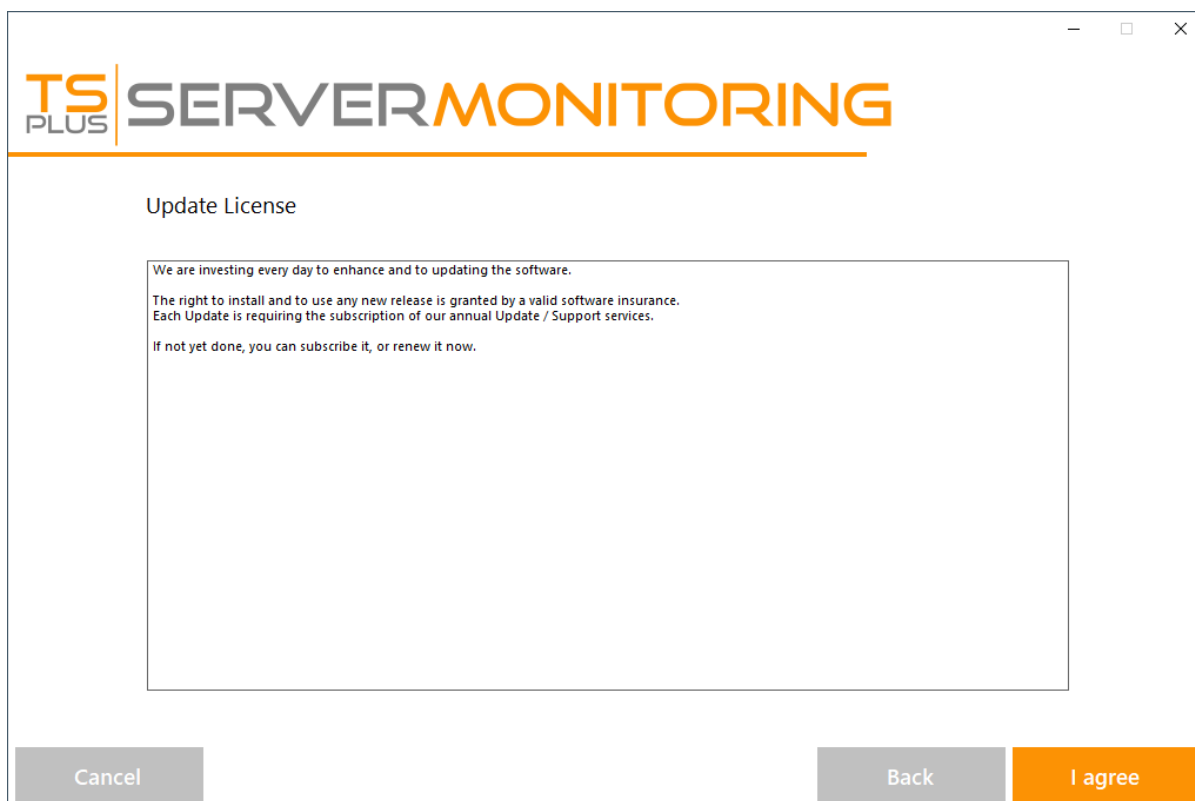 TS PLUS SERVERMONITORING
Update License
We are investing every day to enhance and to updating the software.
The right to install and to use any new release is granted by a valid software insurance.
Each Update is requiring the subscription of our annual Update / Support services.
If not yet done, you can subscribe it, or renew it now.
Cancel
Back
I agree